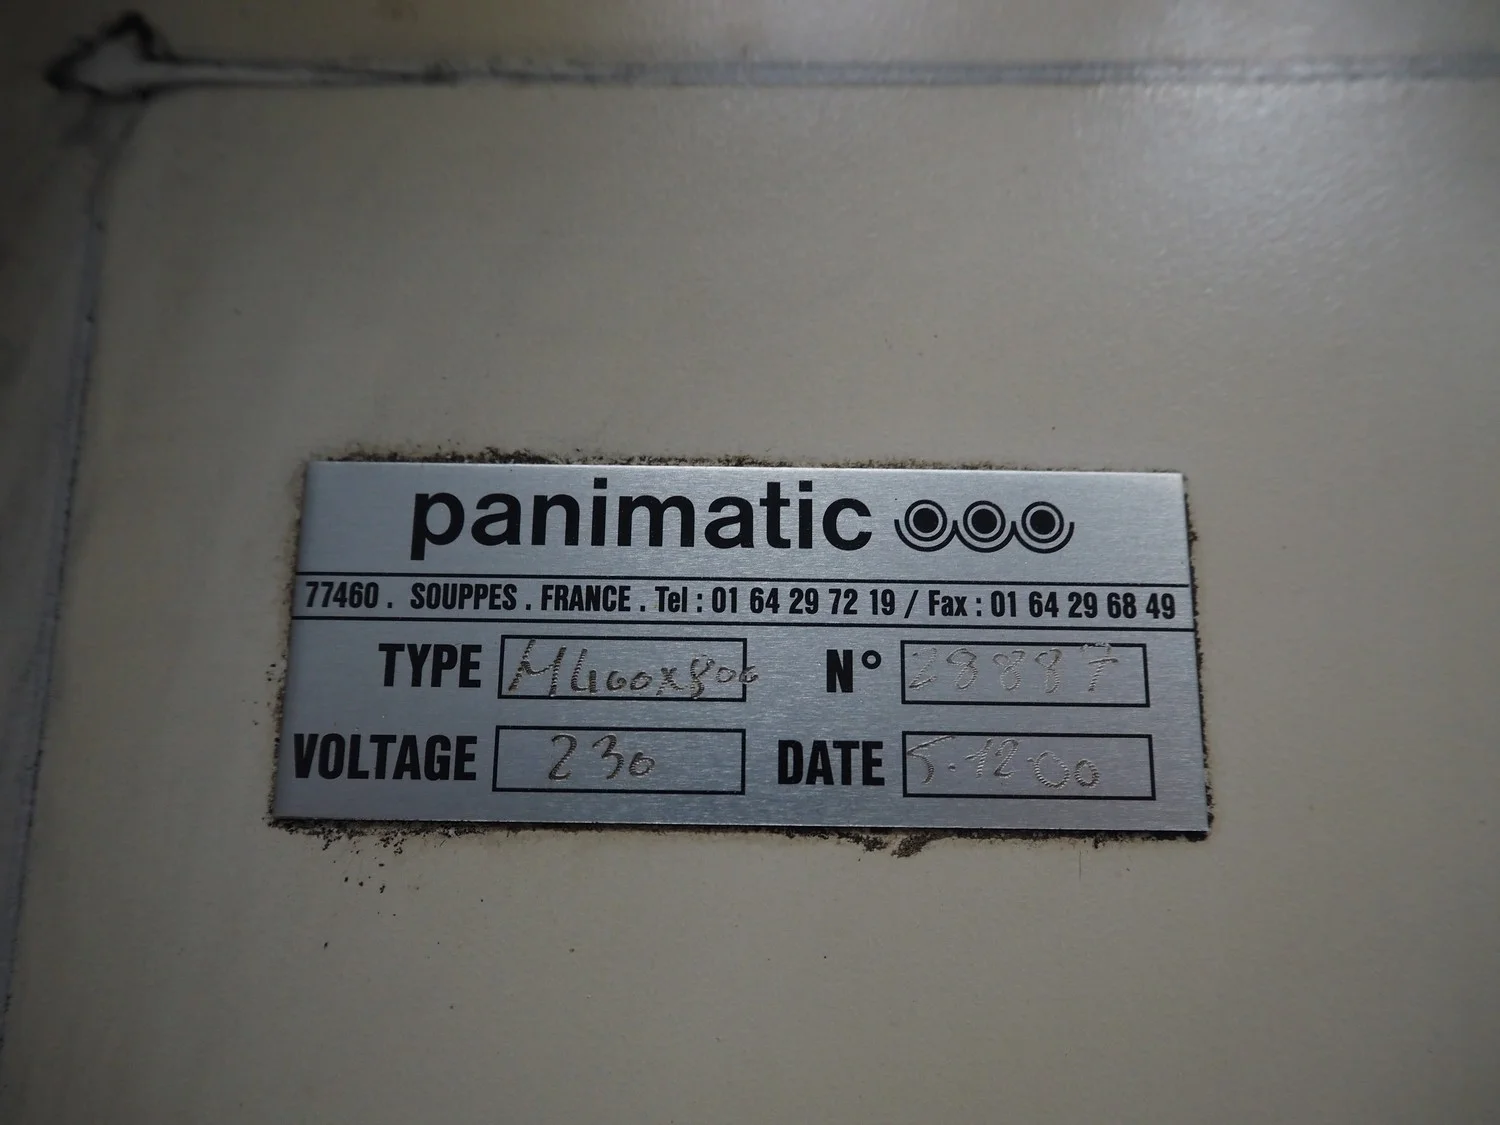 panimatic
77460 . SOUPPES . FRANCE . Tel : 01 64 29 72 19 / Fax : 01 64 29 68 49
TYPE M400x800 N° 28887
VOLTAGE 230 DATE 5.12.00